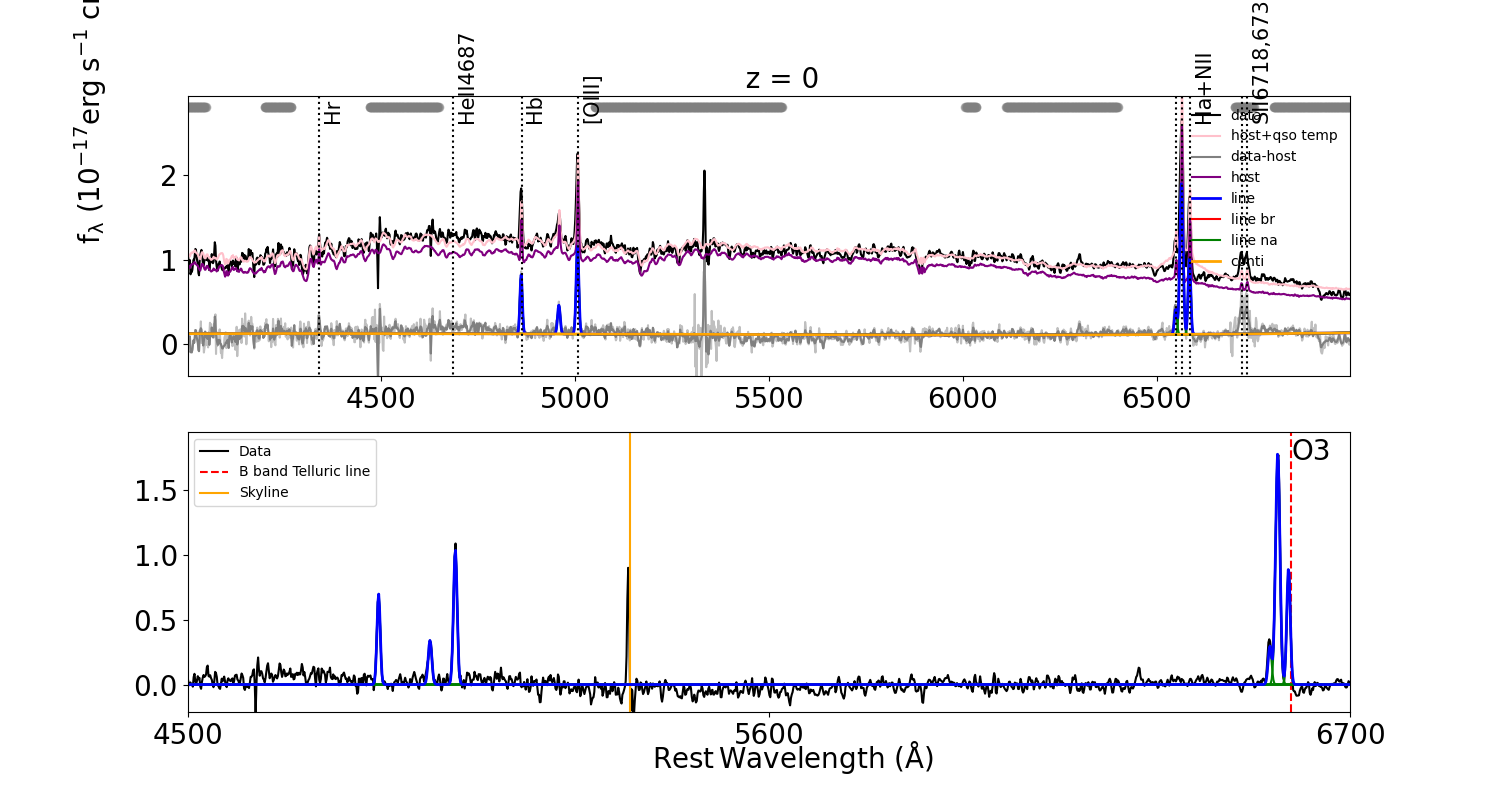 z = 0
f_λ (10^−17 erg s^−1 c
Hr
HeII4687
Hb
[OIII]
Ha+NII
SII6718,673
data
host+qso temp
data-host
host
line
line br
line na
conti
2
1
0
4500
5000
5500
6000
6500
Data
B band Telluric line
Skyline
O3
1.5
1.0
0.5
0.0
4500
5600
6700
Rest Wavelength (Å)